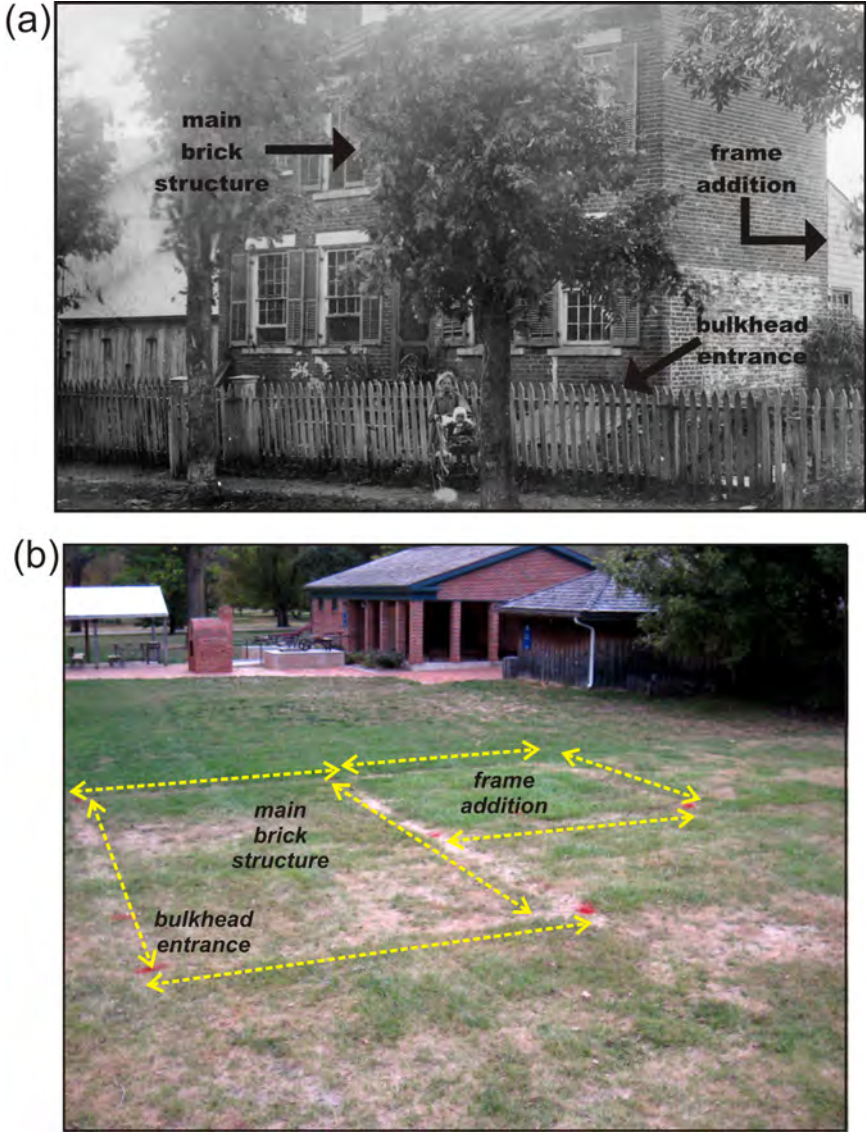 (a)
main
brick
structure
frame
addition
bulkhead
entrance
(b)
frame
addition
main
brick
structure
bulkhead
entrance